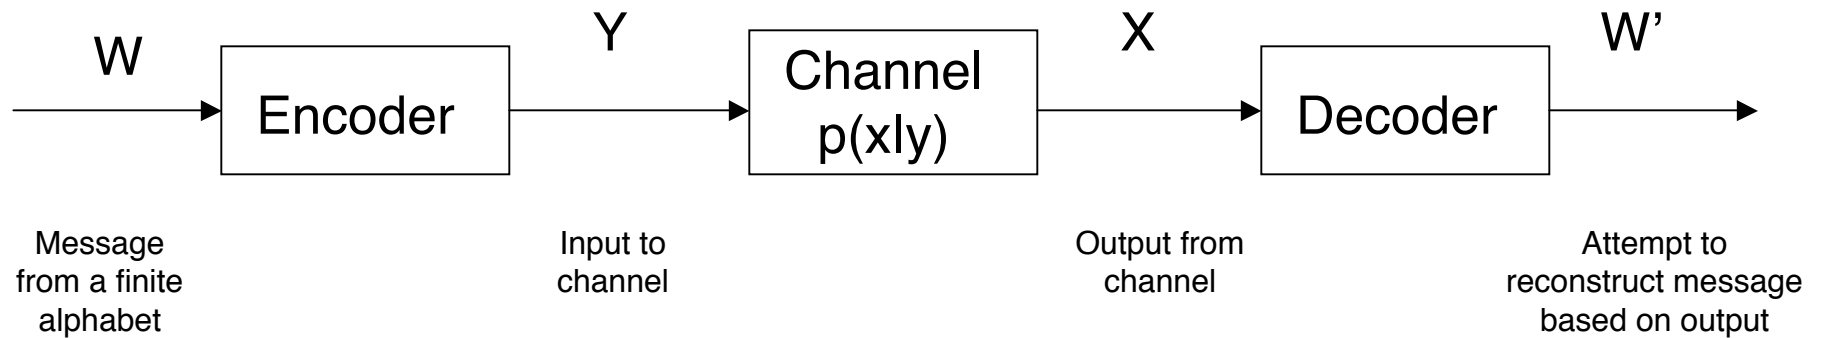 W
Encoder
Y
Channel
p(xly)
X
Decoder
W’
Message
from a finite
alphabet
Input to
channel
Output from
channel
Attempt to
reconstruct message
based on output